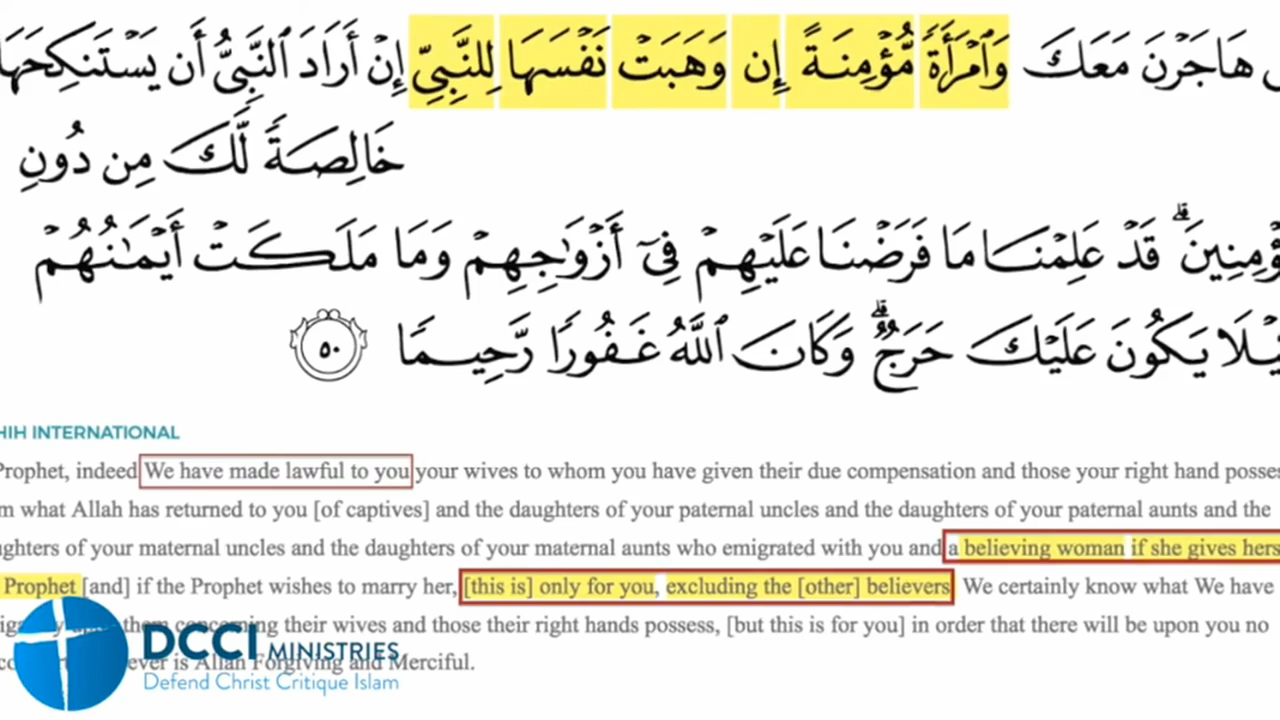 هَاجَرْنَ مَعَكَ وَٱمْرَأَةً مُّؤْمِنَةً إِن وَهَبَتْ نَفْسَهَا لِلنَّبِىِّ إِنْ أَرَادَ ٱلنَّبِىُّ أَن يَسْتَنكِحَهَا
خَالِصَةً لَّكَ مِن دُونِ
قَدْ عَلِمْنَا مَا فَرَضْنَا عَلَيْهِمْ فِىٓ أَزْوَٰجِهِمْ وَمَا مَلَكَتْ أَيْمَٰنُهُمْ
يَكُونَ عَلَيْكَ حَرَجٌ ۗ وَكَانَ ٱللَّهُ غَفُورًا رَّحِيمًا ٥٠
HIH INTERNATIONAL
Prophet, indeed We have made lawful to you your wives to whom you have given their due compensation and those your right hand posses
m what Allah has returned to you [of captives] and the daughters of your paternal uncles and the daughters of your paternal aunts and the
ghters of your maternal uncles and the daughters of your maternal aunts who emigrated with you and a believing woman if she gives hers
Prophet [and] if the Prophet wishes to marry her, [this is] only for you, excluding the [other] believers We certainly know what We have
them concerning their wives and those their right hands possess, [but this is for you] in order that there will be upon you no
ever is Allah Forgiving and Merciful.
DCCI MINISTRIES
Defend Christ Critique Islam